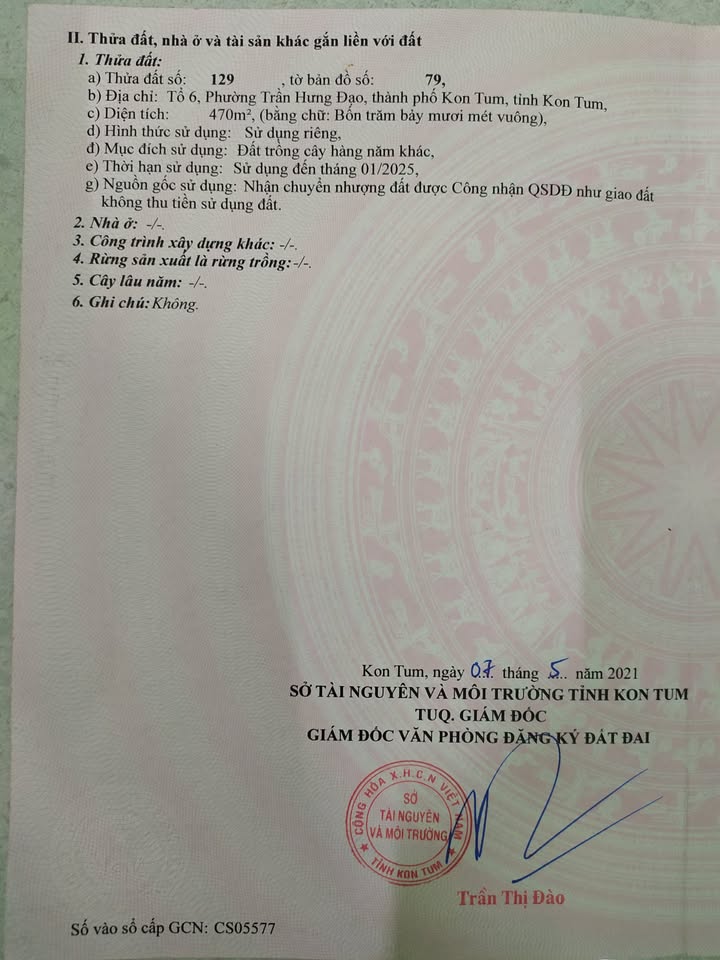 II. Thửa đất, nhà ở và tài sản khác gắn liền với đất
1. Thửa đất:
a) Thửa đất số: 129 , tờ bản đồ số: 79,
b) Địa chỉ: Tổ 6, Phường Trần Hưng Đạo, thành phố Kon Tum, tỉnh Kon Tum,
c) Diện tích: 470m², (bằng chữ: Bốn trăm bảy mươi mét vuông),
d) Hình thức sử dụng: Sử dụng riêng,
đ) Mục đích sử dụng: Đất trồng cây hàng năm khác,
e) Thời hạn sử dụng: Sử dụng đến tháng 01/2025,
g) Nguồn gốc sử dụng: Nhận chuyển nhượng đất được Công nhận QSDĐ như giao đất
không thu tiền sử dụng đất.
2. Nhà ở: -/-.
3. Công trình xây dựng khác: -/-.
4. Rừng sản xuất là rừng trồng: -/-.
5. Cây lâu năm: -/-.
6. Ghi chú: Không.
Kon Tum, ngày 07 tháng 5 năm 2021
SỞ TÀI NGUYÊN VÀ MÔI TRƯỜNG TỈNH KON TUM
TUQ. GIÁM ĐỐC
GIÁM ĐỐC VĂN PHÒNG ĐĂNG KÝ ĐẤT ĐAI
CỘNG HÒA X.H.C.N VIỆT NAM
SỞ
TÀI NGUYÊN
VÀ MÔI TRƯỜNG
TỈNH KON TUM
Trần Thị Đào
Số vào sổ cấp GCN: CS05577